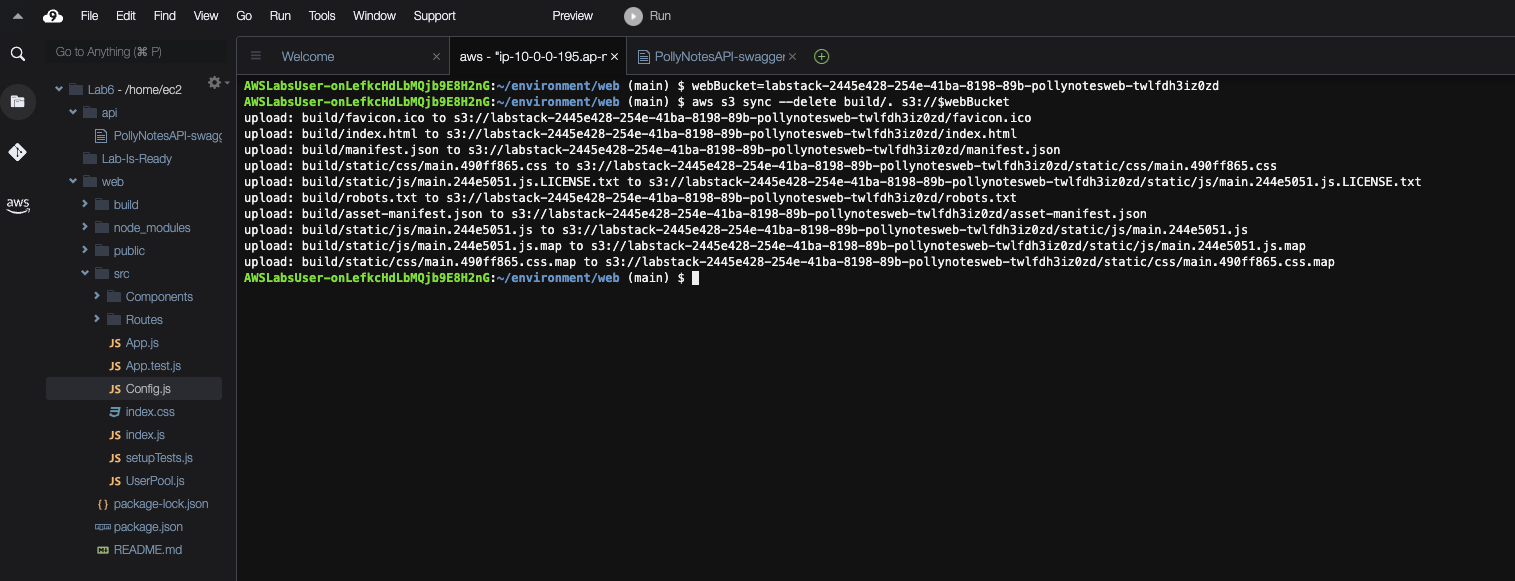 File Edit Find View Go Run Tools Window Support Preview Run
Go to Anything (⌘ P)
Welcome
aws - "ip-10-0-0-195.ap-n
PollyNotesAPI-swagger
aws
Lab6 - /home/ec2
api
PollyNotesAPI-swagg
Lab-Is-Ready
web
build
node_modules
public
src
Components
Routes
JS App.js
JS App.test.js
JS Config.js
index.css
JS index.js
JS setupTests.js
JS UserPool.js
{} package-lock.json
package.json
README.md
AWSLabsUser-onLefkcHdLbMQjb9E8H2nG:~/environment/web (main) $ webBucket=labstack-2445e428-254e-41ba-8198-89b-pollynotesweb-twlfdh3iz0zd
AWSLabsUser-onLefkcHdLbMQjb9E8H2nG:~/environment/web (main) $ aws s3 sync --delete build/. s3://$webBucket
upload: build/favicon.ico to s3://labstack-2445e428-254e-41ba-8198-89b-pollynotesweb-twlfdh3iz0zd/favicon.ico
upload: build/index.html to s3://labstack-2445e428-254e-41ba-8198-89b-pollynotesweb-twlfdh3iz0zd/index.html
upload: build/manifest.json to s3://labstack-2445e428-254e-41ba-8198-89b-pollynotesweb-twlfdh3iz0zd/manifest.json
upload: build/static/css/main.490ff865.css to s3://labstack-2445e428-254e-41ba-8198-89b-pollynotesweb-twlfdh3iz0zd/static/css/main.490ff865.css
upload: build/static/js/main.244e5051.js.LICENSE.txt to s3://labstack-2445e428-254e-41ba-8198-89b-pollynotesweb-twlfdh3iz0zd/static/js/main.244e5051.js.LICENSE.txt
upload: build/robots.txt to s3://labstack-2445e428-254e-41ba-8198-89b-pollynotesweb-twlfdh3iz0zd/robots.txt
upload: build/asset-manifest.json to s3://labstack-2445e428-254e-41ba-8198-89b-pollynotesweb-twlfdh3iz0zd/asset-manifest.json
upload: build/static/js/main.244e5051.js to s3://labstack-2445e428-254e-41ba-8198-89b-pollynotesweb-twlfdh3iz0zd/static/js/main.244e5051.js
upload: build/static/js/main.244e5051.js.map to s3://labstack-2445e428-254e-41ba-8198-89b-pollynotesweb-twlfdh3iz0zd/static/js/main.244e5051.js.map
upload: build/static/css/main.490ff865.css.map to s3://labstack-2445e428-254e-41ba-8198-89b-pollynotesweb-twlfdh3iz0zd/static/css/main.490ff865.css.map
AWSLabsUser-onLefkcHdLbMQjb9E8H2nG:~/environment/web (main) $